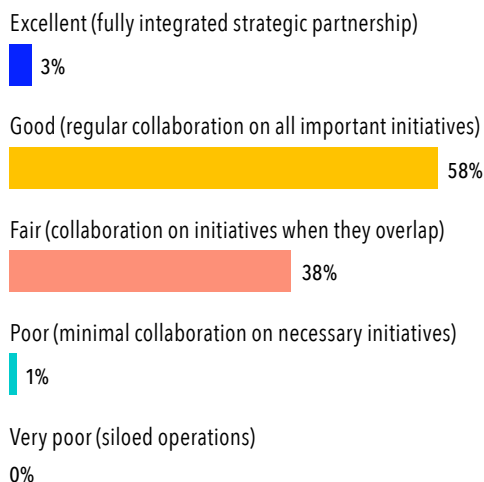 Excellent (fully integrated strategic partnership)
3%
Good (regular collaboration on all important initiatives)
58%
Fair (collaboration on initiatives when they overlap)
38%
Poor (minimal collaboration on necessary initiatives)
1%
Very poor (siloed operations)
0%